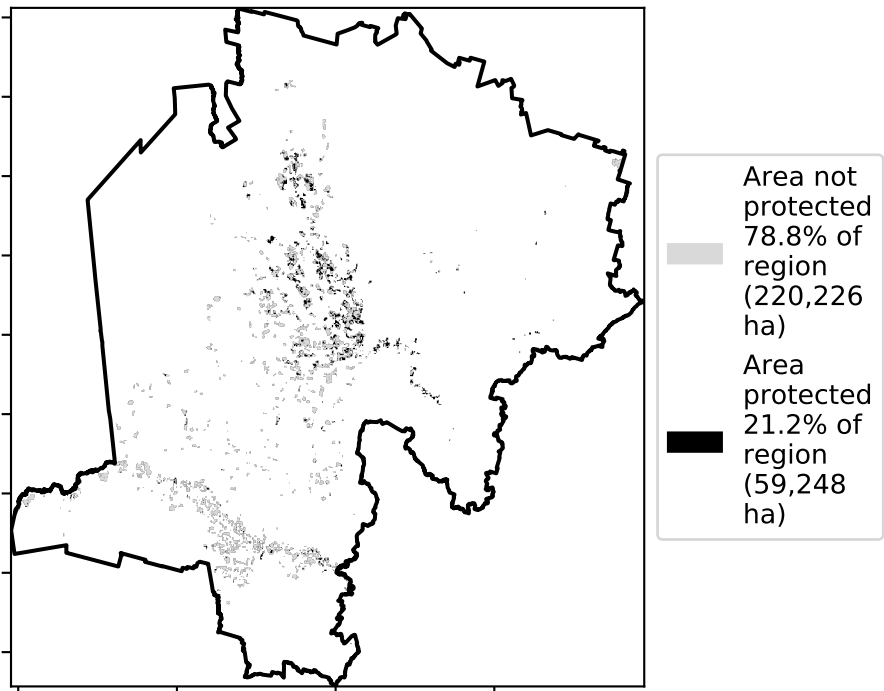 Area not
protected
78.8% of
region
(220,226
ha)
Area
protected
21.2% of
region
(59,248
ha)